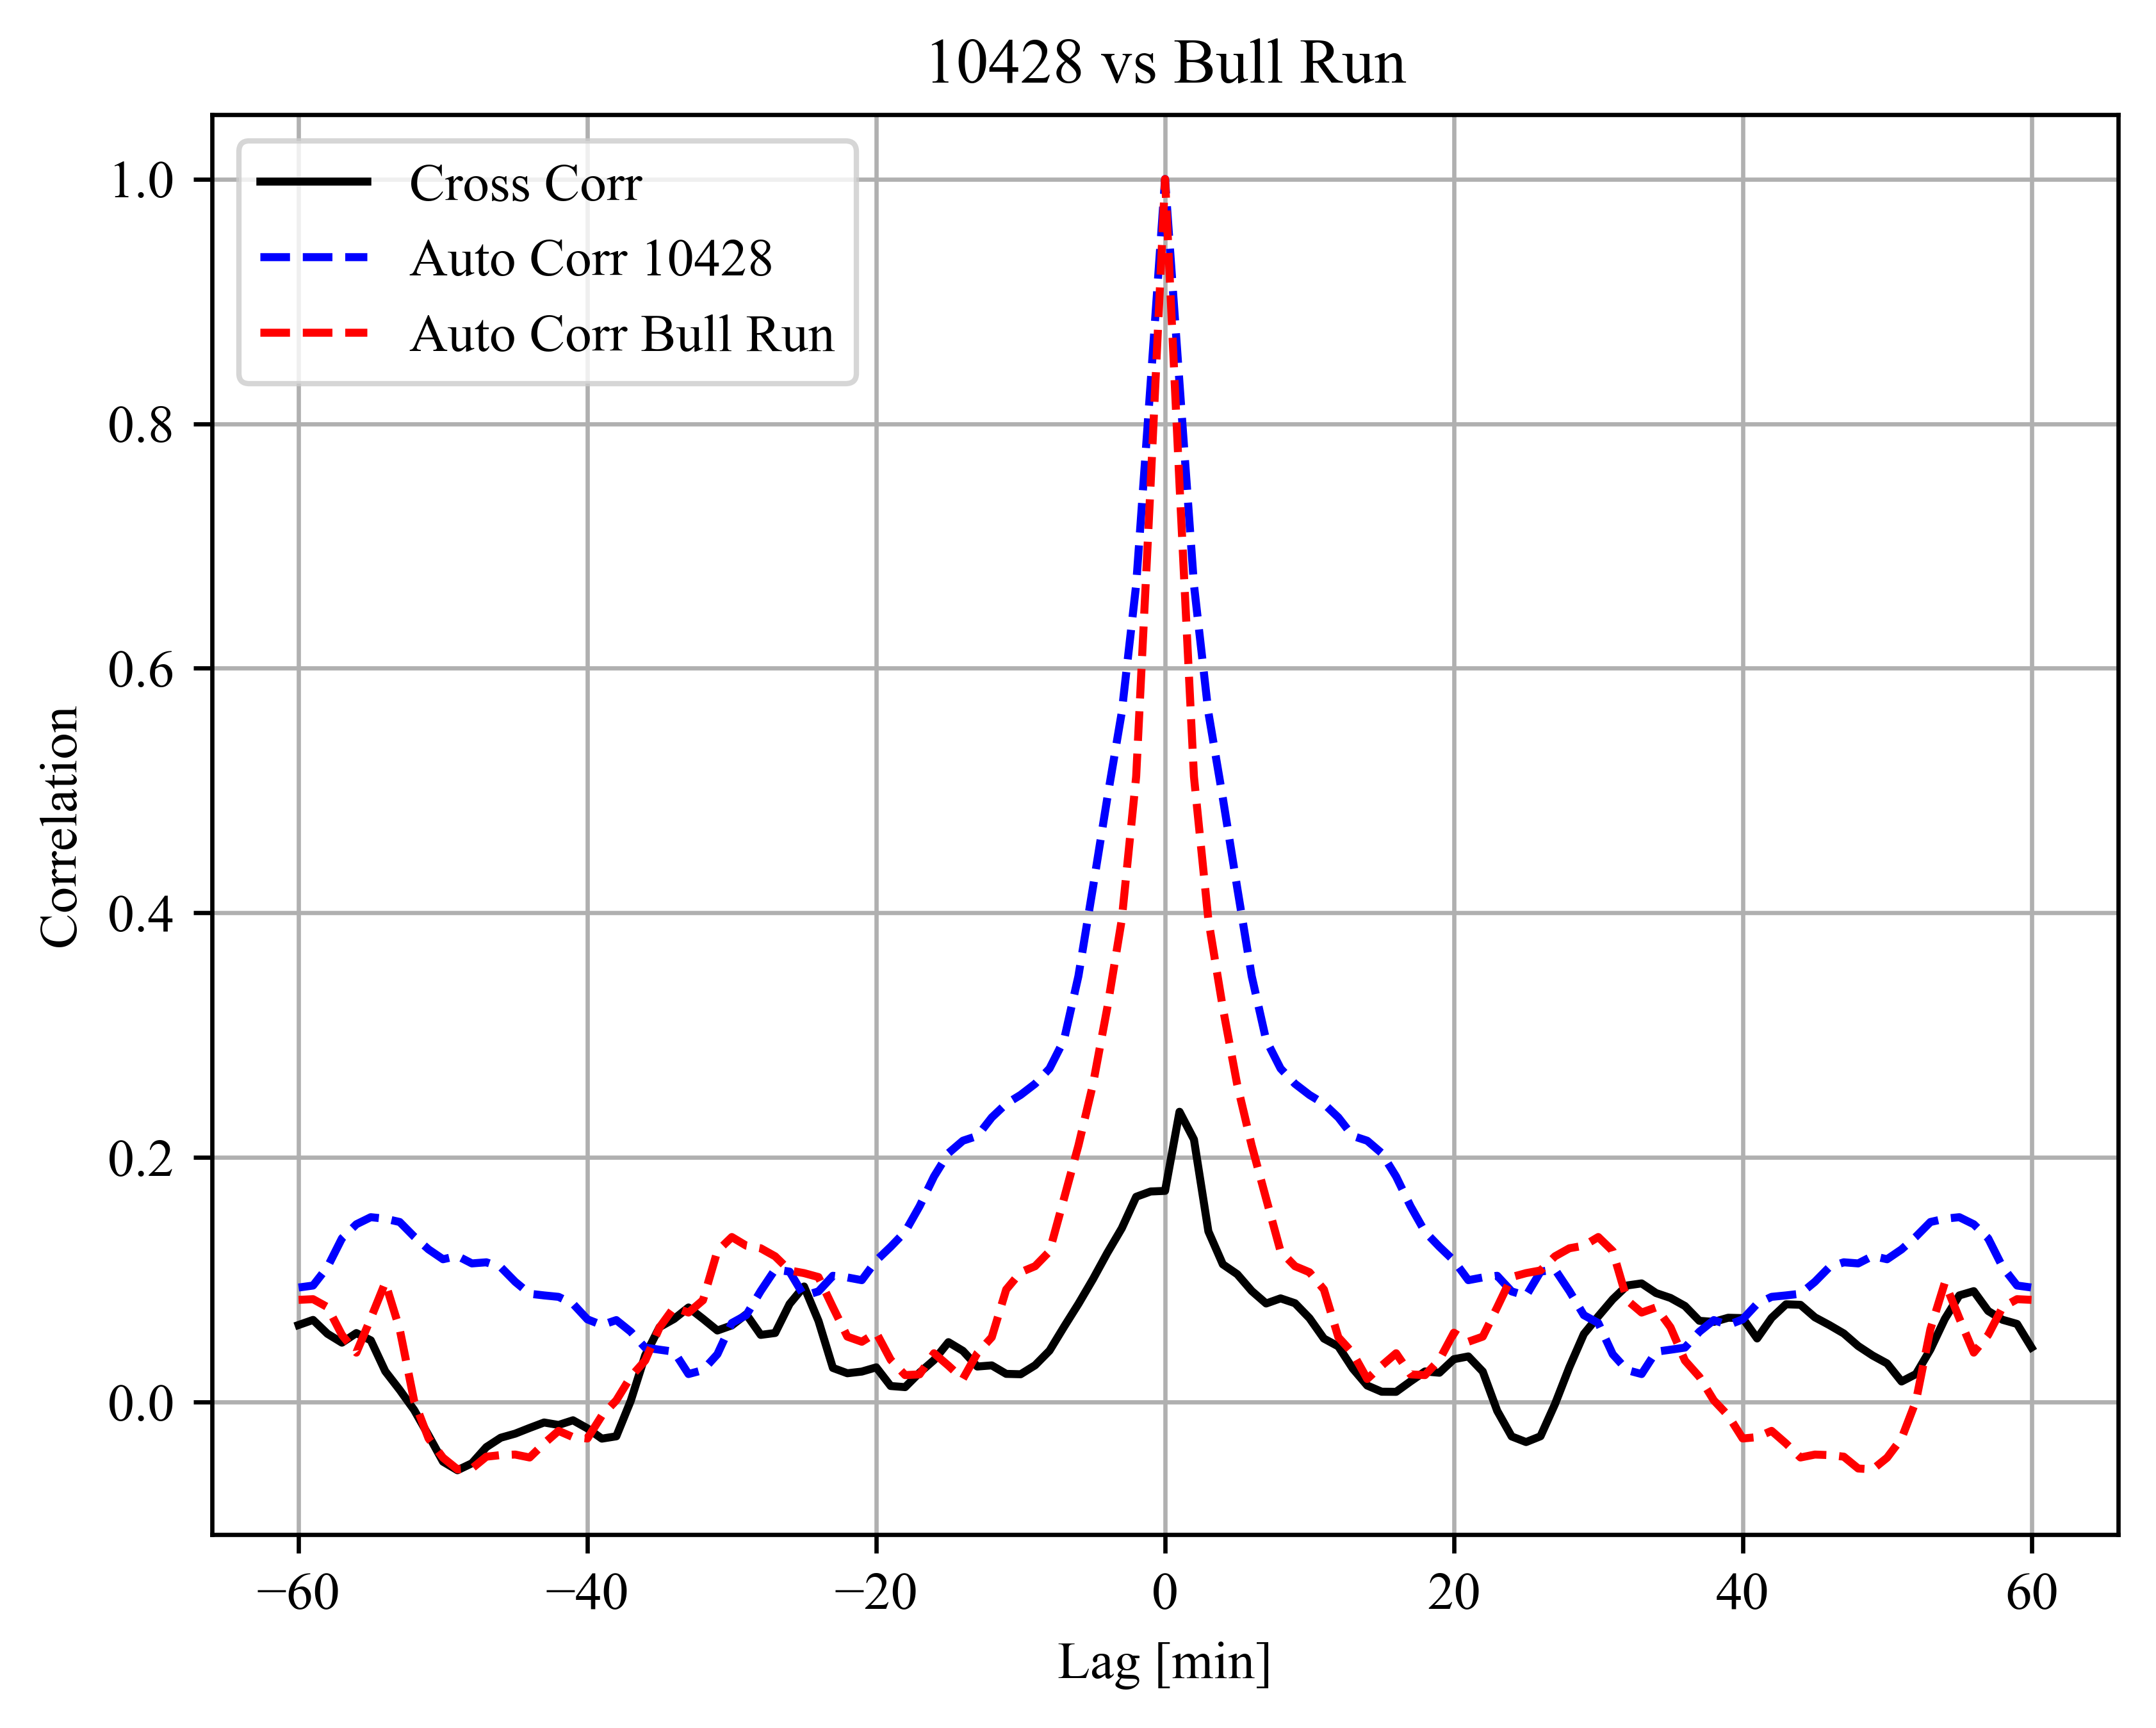 10428 vs Bull Run
Cross Corr
Auto Corr 10428
Auto Corr Bull Run
1.0
0.8
0.6
0.4
0.2
0.0
Correlation
−60 −40 −20 0 20 40 60
Lag [min]